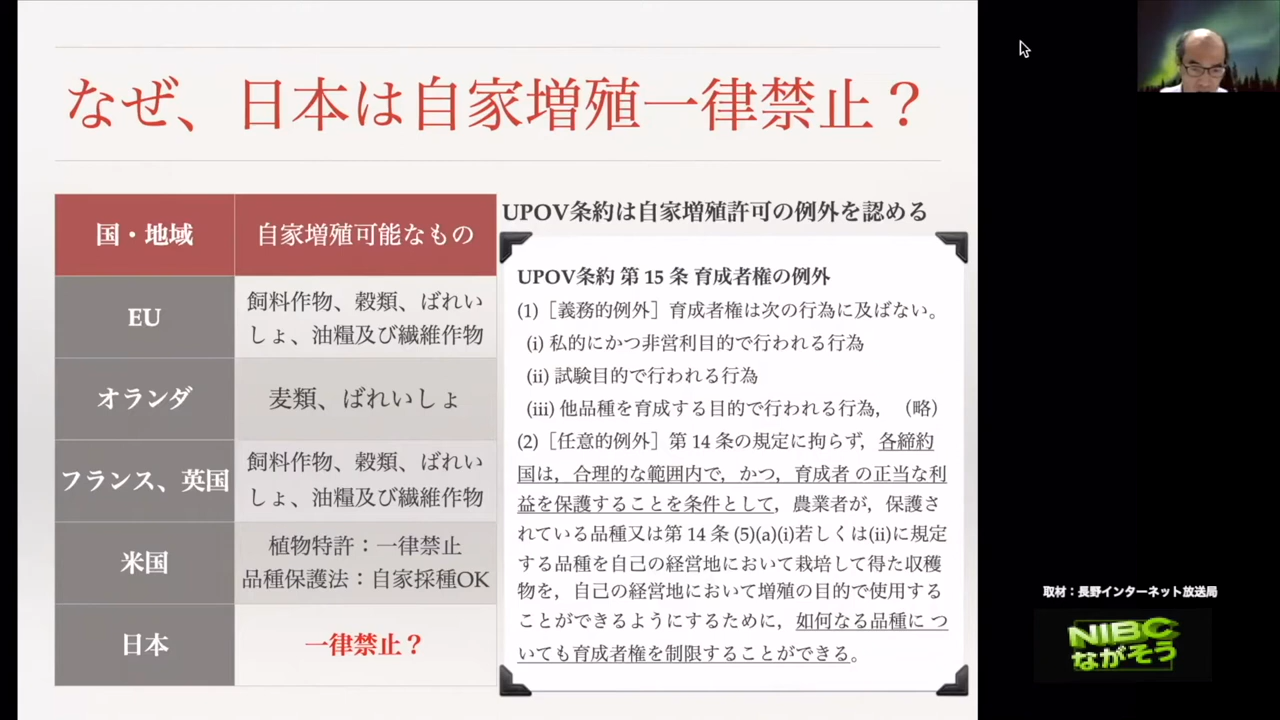 なぜ、日本は自家増殖一律禁止？
国・地域
自家増殖可能なもの
EU
飼料作物、穀類、ばれい
しょ、油糧及び繊維作物
オランダ
麦類、ばれいしょ
フランス、英国
飼料作物、穀類、ばれい
しょ、油糧及び繊維作物
米国
植物特許：一律禁止
品種保護法：自家採種OK
日本
一律禁止？
UPOV条約は自家増殖許可の例外を認める
UPOV条約 第 15 条 育成者権の例外
(1)［義務的例外］育成者権は次の行為に及ばない。
(i) 私的にかつ非営利目的で行われる行為
(ii) 試験目的で行われる行為
(iii) 他品種を育成する目的で行われる行為，（略）
(2)［任意的例外］第 14 条の規定に拘らず，各締約
国は，合理的な範囲内で，かつ，育成者 の正当な利
益を保護することを条件として，農業者が，保護さ
れている品種又は第 14 条 (5)(a)(i)若しくは(ii)に規定
する品種を自己の経営地において栽培して得た収穫
物を，自己の経営地において増殖の目的で使用する
ことができるようにするために，如何なる品種に つ
いても育成者権を制限することができる。
取材：長野インターネット放送局
NIBC
ながそう